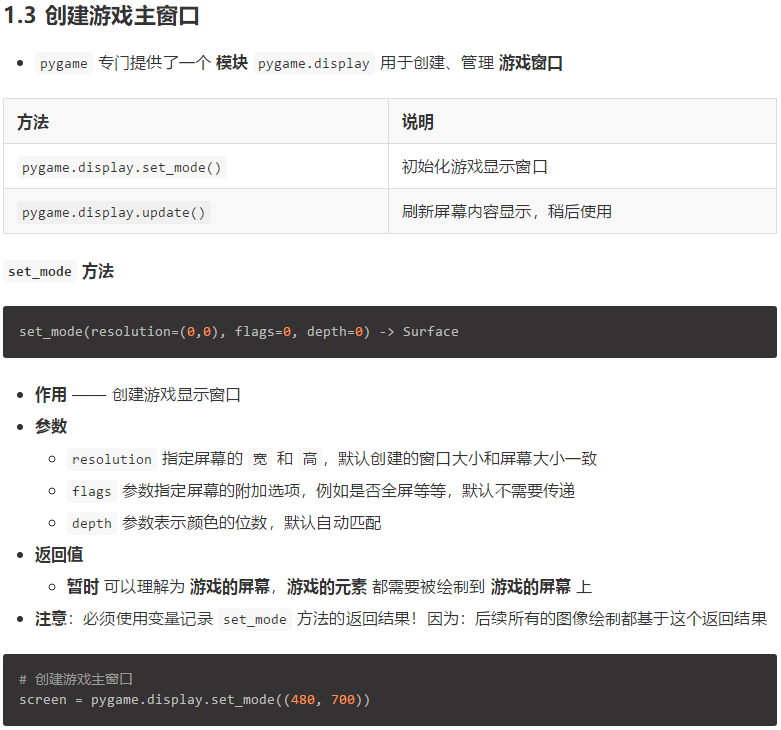 1.3 创建游戏主窗口
pygame 专门提供了一个 模块 pygame.display 用于创建、管理 游戏窗口
方法 说明
pygame.display.set_mode() 初始化游戏显示窗口
pygame.display.update() 刷新屏幕内容显示，稍后使用
set_mode 方法
set_mode(resolution=(0,0), flags=0, depth=0) -> Surface
作用 —— 创建游戏显示窗口
参数
resolution 指定屏幕的 宽 和 高，默认创建的窗口大小和屏幕大小一致
flags 参数指定屏幕的附加选项，例如是否全屏等等，默认不需要传递
depth 参数表示颜色的位数，默认自动匹配
返回值
暂时 可以理解为 游戏的屏幕，游戏的元素 都需要被绘制到 游戏的屏幕 上
注意：必须使用变量记录 set_mode 方法的返回结果！因为：后续所有的图像绘制都基于这个返回结果
# 创建游戏主窗口
screen = pygame.display.set_mode((480, 700))